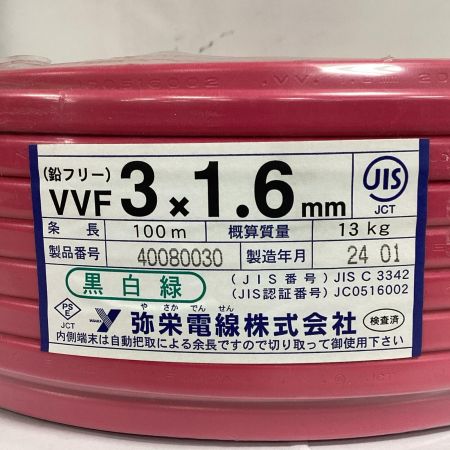 (鉛フリー)
VVF 3×1.6mm
JIS
JCT
条長 100m 概算質量 13kg
製品番号 40080030 製造年月 24 01
黒白緑
(JIS番号) JIS C 3342
(JIS認証番号) JC0516002
PS
E
JCT
やさかでんせん
弥栄電線株式会社
検査済
内側端末は自動把取による余長ですので切り取って御使用下さい